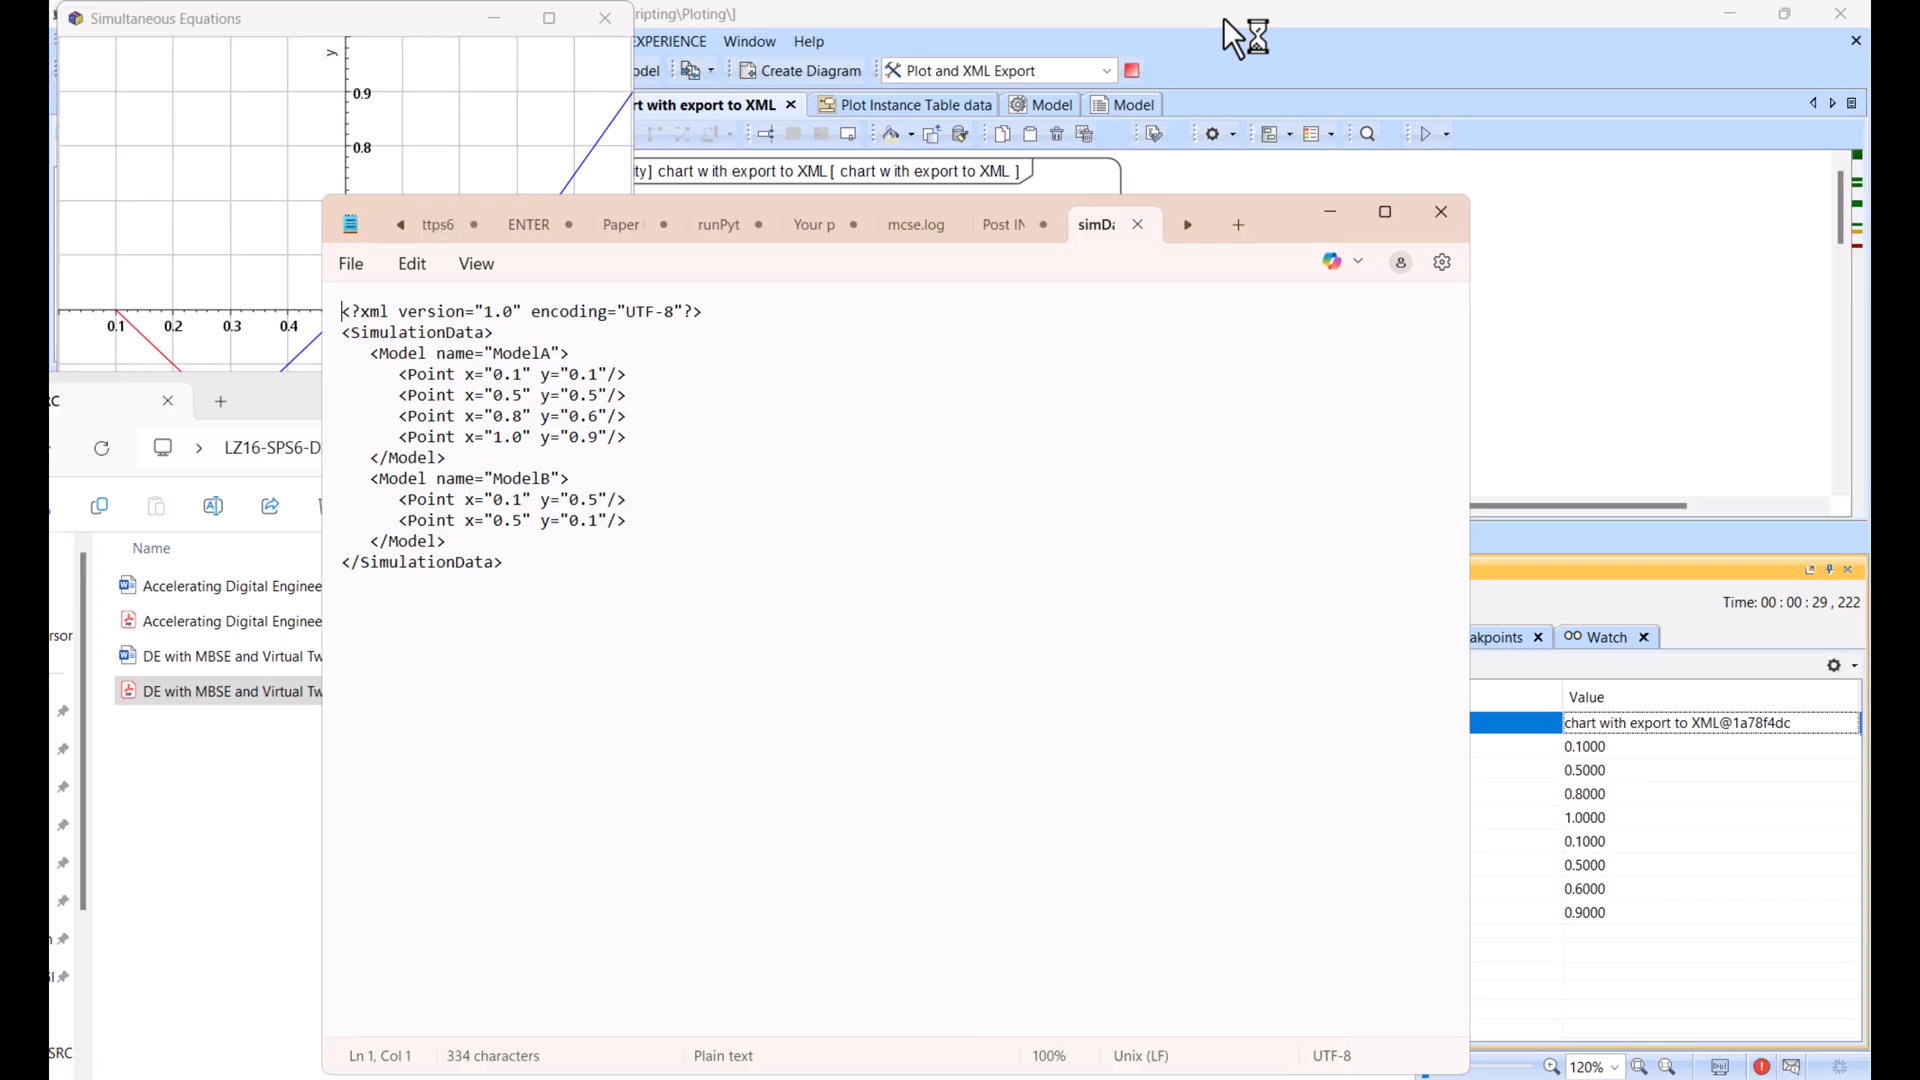 Simultaneous Equations
ripting\Ploting\]
EXPERIENCE Window Help
odel
Create Diagram
Plot and XML Export
rt with export to XML
Plot Instance Table data
Model
Model
ty] chart with export to XML [ chart with export to XML ]
y
0.9
0.8
0.1
0.2
0.3
0.4
ttps6
ENTER
Paper
runPyt
Your p
mcse.log
Post IN
simDa
File
Edit
View
<?xml version="1.0" encoding="UTF-8"?>
<SimulationData>
<Model name="ModelA">
<Point x="0.1" y="0.1"/>
<Point x="0.5" y="0.5"/>
<Point x="0.8" y="0.6"/>
<Point x="1.0" y="0.9"/>
</Model>
<Model name="ModelB">
<Point x="0.1" y="0.5"/>
<Point x="0.5" y="0.1"/>
</Model>
</SimulationData>
Ln 1, Col 1
334 characters
Plain text
100%
Unix (LF)
UTF-8
RC
LZ16-SPS6-D
Name
Accelerating Digital Enginee
Accelerating Digital Enginee
DE with MBSE and Virtual Tw
DE with MBSE and Virtual Tw
rsor
SRC
Time: 00 : 00 : 29 , 222
akpoints
Watch
Value
chart with export to XML@1a78f4dc
0.1000
0.5000
0.8000
1.0000
0.1000
0.5000
0.6000
0.9000
120%